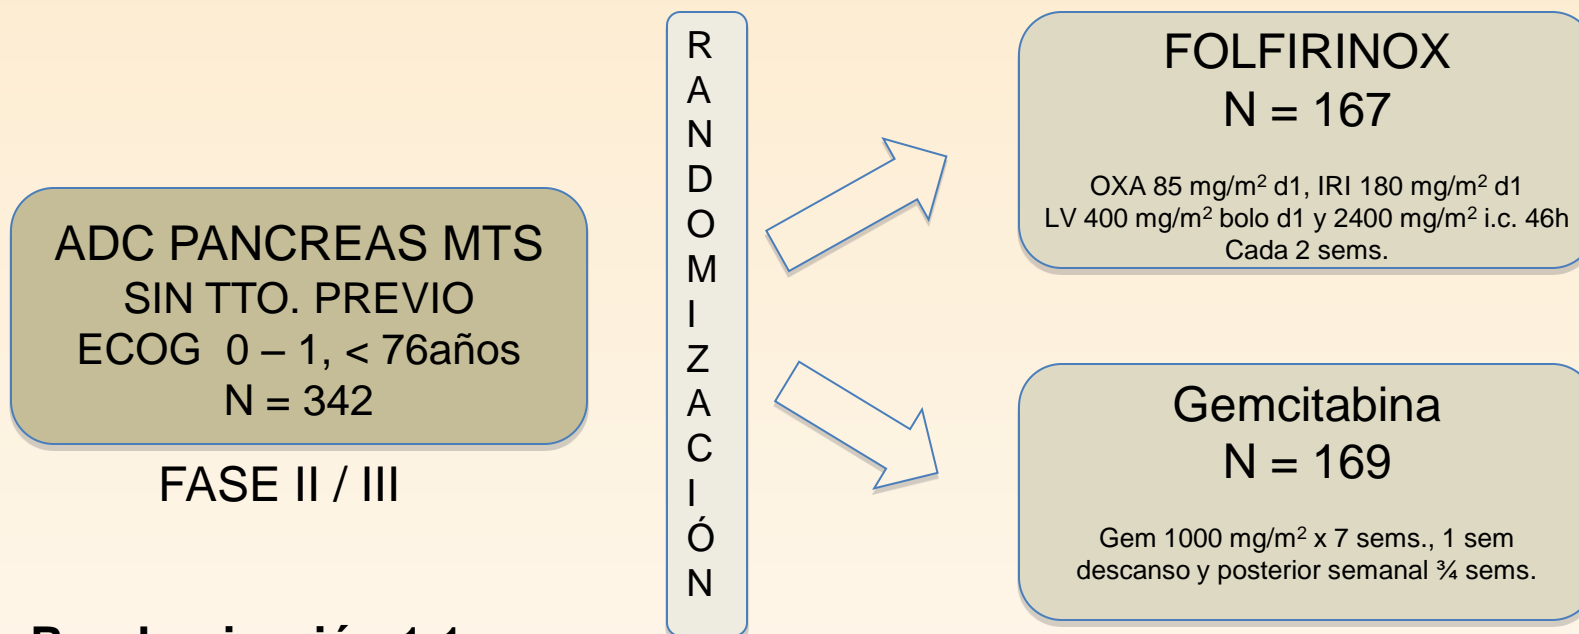 ADC PANCREAS MTS
SIN TTO. PREVIO
ECOG 0 – 1, < 76años
N = 342
FASE II / III
R
A
N
D
O
M
I
Z
A
C
I
Ó
N
FOLFIRINOX
N = 167
OXA 85 mg/m² d1, IRI 180 mg/m² d1
LV 400 mg/m² bolo d1 y 2400 mg/m² i.c. 46h
Cada 2 sems.
Gemcitabina
N = 169
Gem 1000 mg/m² x 7 sems., 1 sem
descanso y posterior semanal ¾ sems.